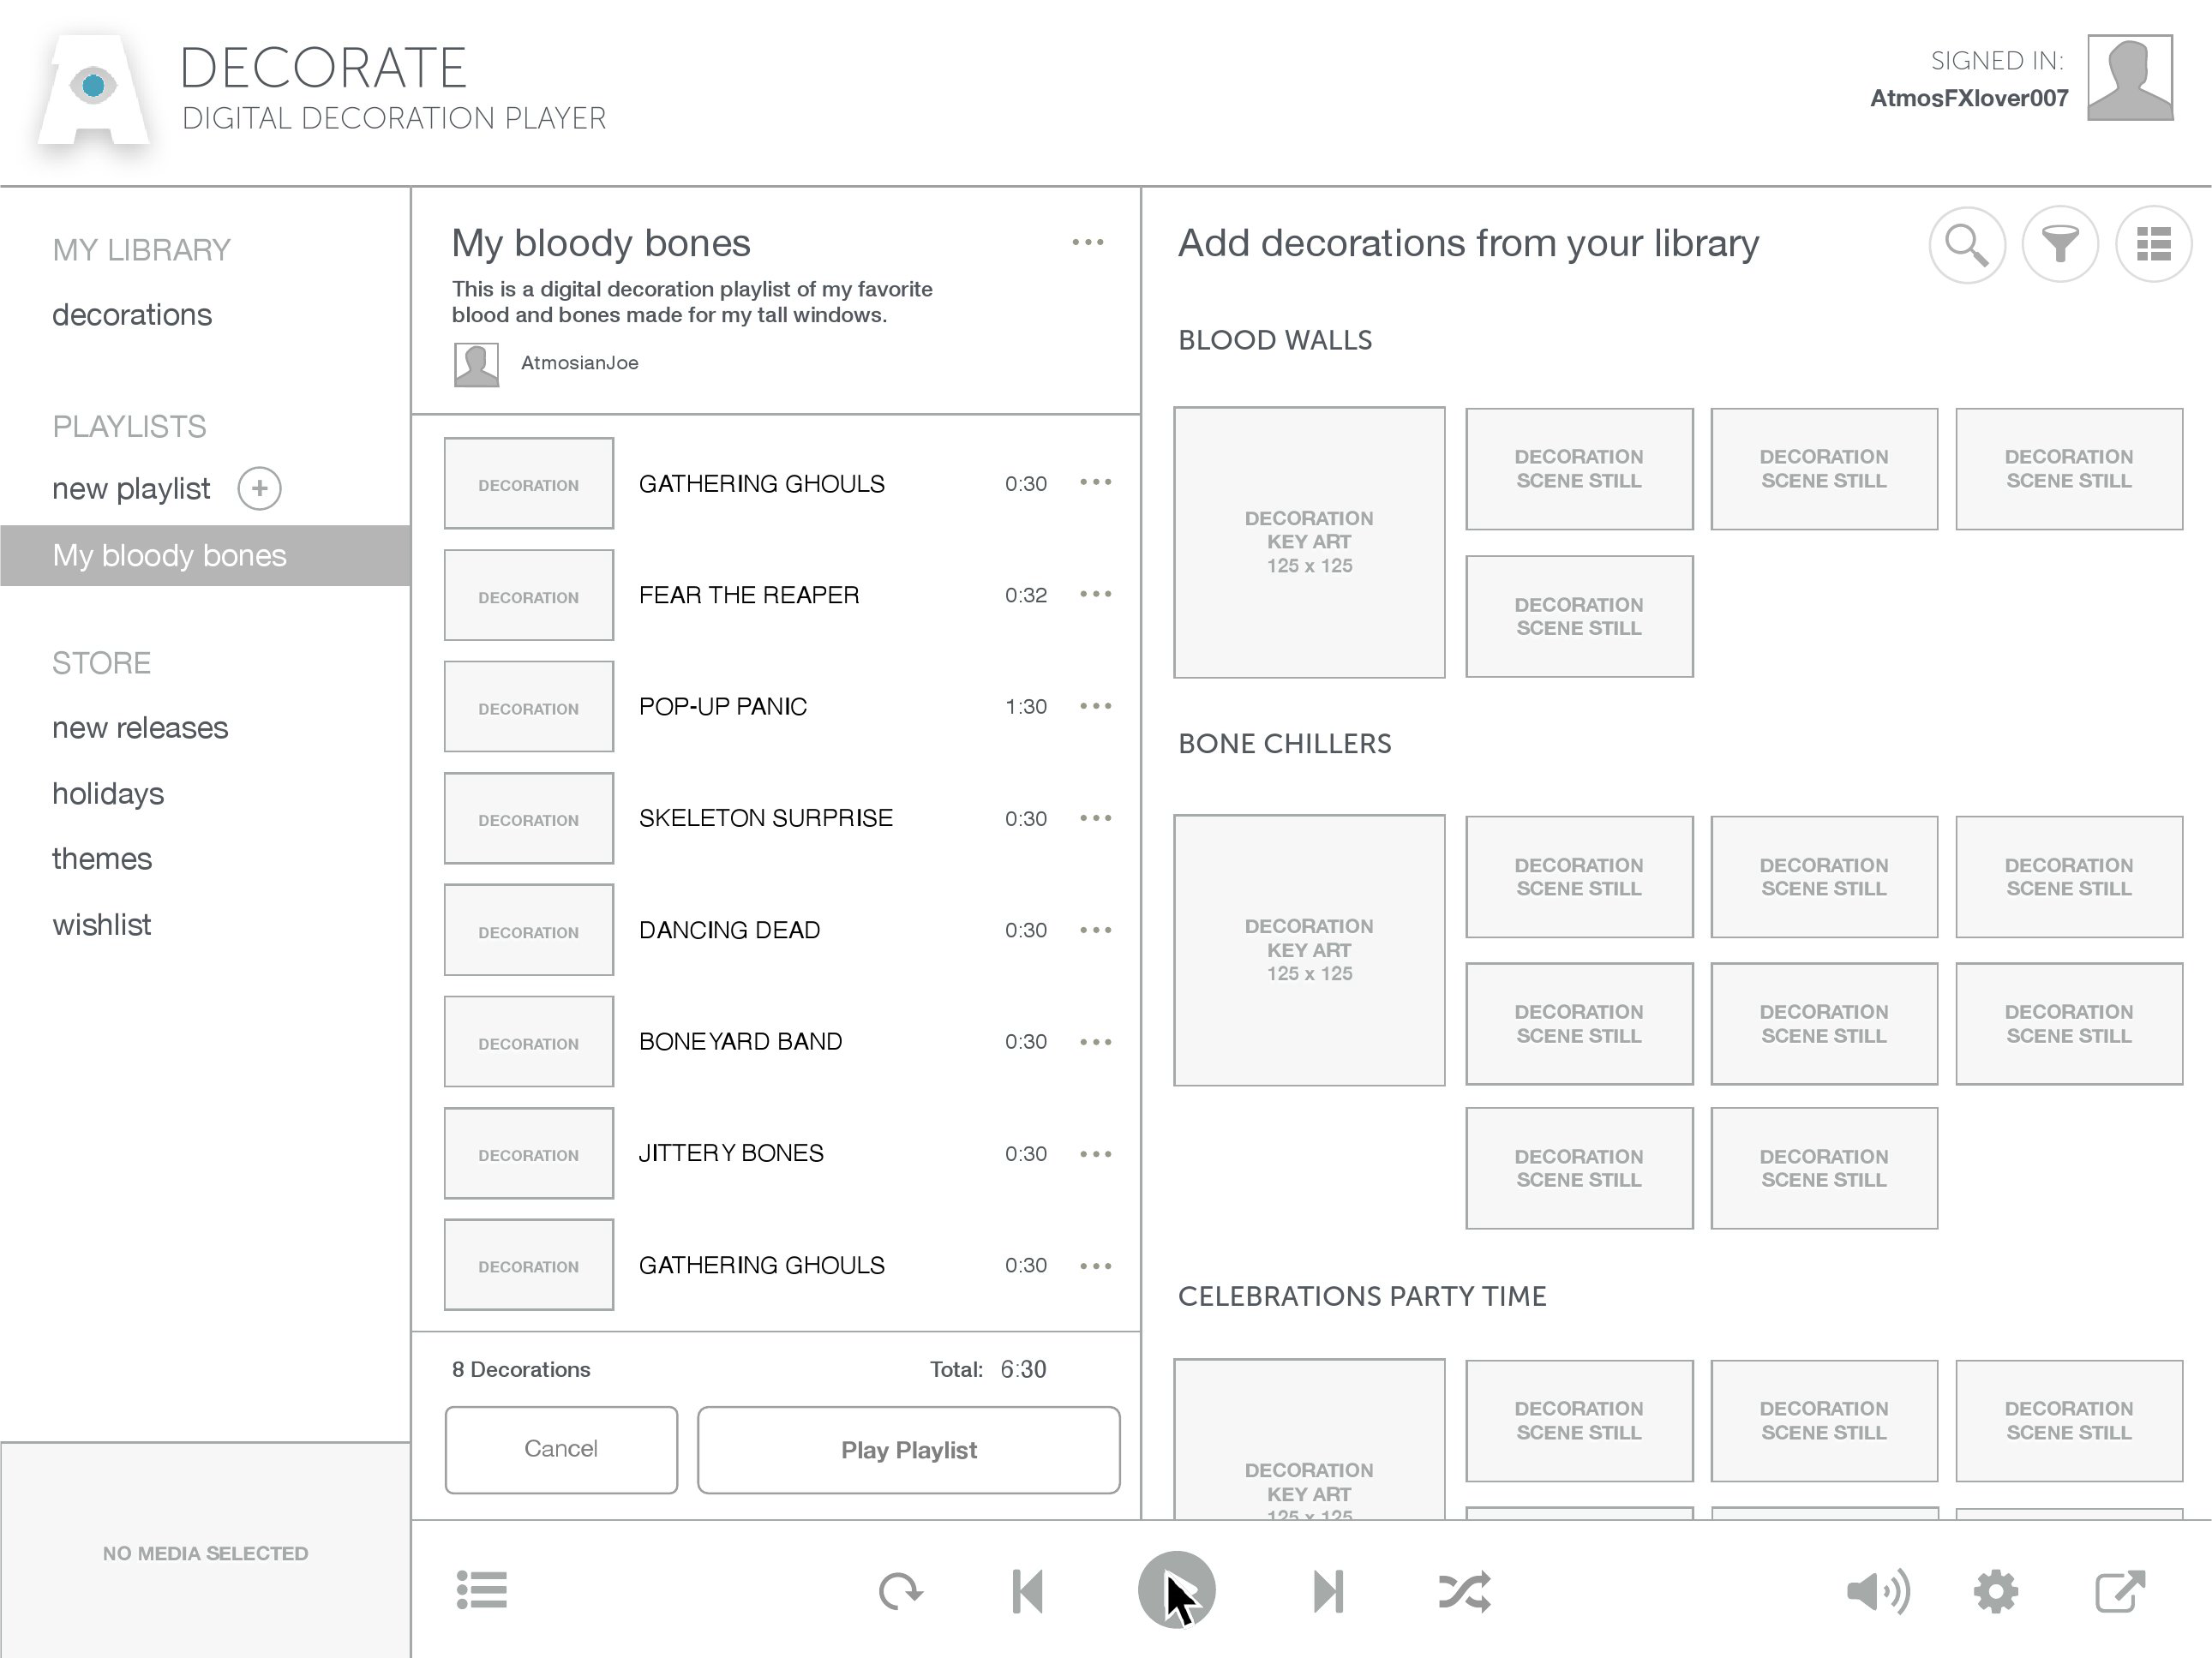 DECORATE
DIGITAL DECORATION PLAYER
SIGNED IN:
AtmosFXlover007
MY LIBRARY
decorations
PLAYLISTS
new playlist
My bloody bones
STORE
new releases
holidays
themes
wishlist
NO MEDIA SELECTED
My bloody bones
This is a digital decoration playlist of my favorite
blood and bones made for my tall windows.
AtmosianJoe
DECORATION GATHERING GHOULS 0:30
DECORATION FEAR THE REAPER 0:32
DECORATION POP-UP PANIC 1:30
DECORATION SKELETON SURPRISE 0:30
DECORATION DANCING DEAD 0:30
DECORATION BONEYARD BAND 0:30
DECORATION JITTERY BONES 0:30
DECORATION GATHERING GHOULS 0:30
8 Decorations Total: 6:30
Cancel Play Playlist
Add decorations from your library
BLOOD WALLS
DECORATION
KEY ART
125 x 125
DECORATION
SCENE STILL
DECORATION
SCENE STILL
DECORATION
SCENE STILL
DECORATION
SCENE STILL
BONE CHILLERS
DECORATION
KEY ART
125 x 125
DECORATION
SCENE STILL
DECORATION
SCENE STILL
DECORATION
SCENE STILL
DECORATION
SCENE STILL
DECORATION
SCENE STILL
DECORATION
SCENE STILL
DECORATION
SCENE STILL
DECORATION
SCENE STILL
CELEBRATIONS PARTY TIME
DECORATION
KEY ART
125 x 125
DECORATION
SCENE STILL
DECORATION
SCENE STILL
DECORATION
SCENE STILL